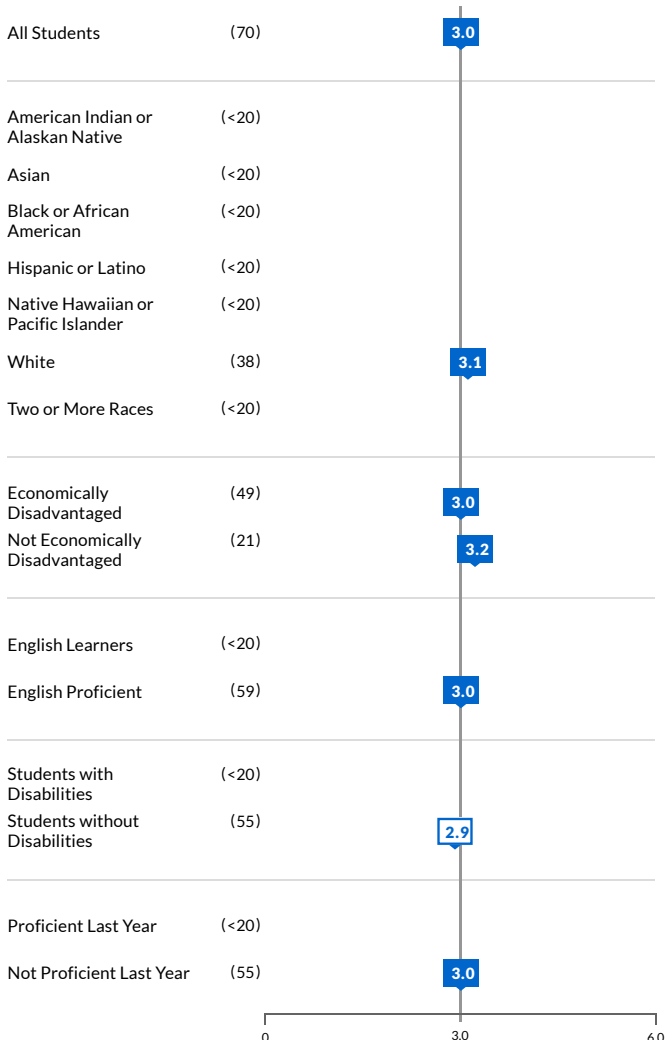 All Students (70) 3.0
American Indian or (<20)
Alaskan Native
Asian (<20)
Black or African (<20)
American
Hispanic or Latino (<20)
Native Hawaiian or (<20)
Pacific Islander
White (38) 3.1
Two or More Races (<20)
Economically (49) 3.0
Disadvantaged
Not Economically (21) 3.2
Disadvantaged
English Learners (<20)
English Proficient (59) 3.0
Students with (<20)
Disabilities
Students without (55) 2.9
Disabilities
Proficient Last Year (<20)
Not Proficient Last Year (55) 3.0
0 3.0 6.0